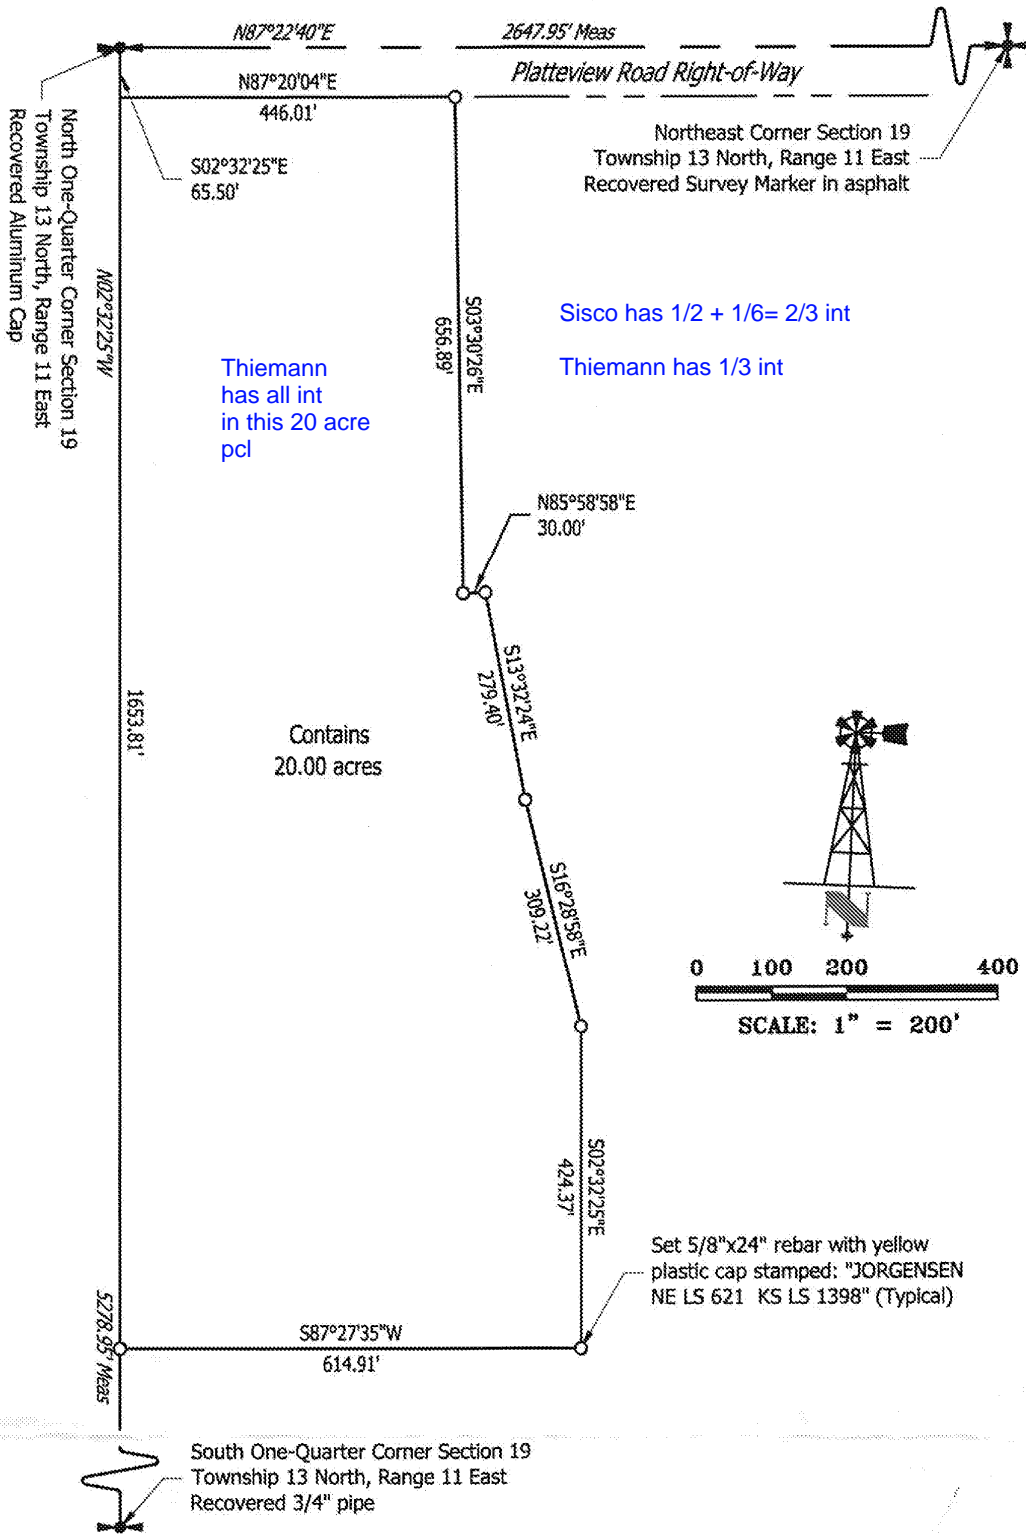 N87°22'40"E
2647.95' Meas
Platteview Road Right-of-Way
N87°20'04"E
446.01'
S02°32'25"E
65.50'
Northeast Corner Section 19
Township 13 North, Range 11 East
Recovered Survey Marker in asphalt
North One-Quarter Corner Section 19
Township 13 North, Range 11 East
Recovered Aluminum Cap
N02°32'25"W
S03°30'26"E
656.89'
Sisco has 1/2 + 1/6= 2/3 int
Thiemann has 1/3 int
Thiemann
has all int
in this 20 acre
pcl
N85°58'58"E
30.00'
S13°32'24"E
279.40'
1653.81'
Contains
20.00 acres
S16°28'58"E
309.22'
N
0 100 200 400
SCALE: 1" = 200'
S02°32'25"E
424.37'
Set 5/8"x24" rebar with yellow
plastic cap stamped: "JORGENSEN
NE LS 621 KS LS 1398" (Typical)
S87°27'35"W
614.91'
5278.95' Meas
South One-Quarter Corner Section 19
Township 13 North, Range 11 East
Recovered 3/4" pipe